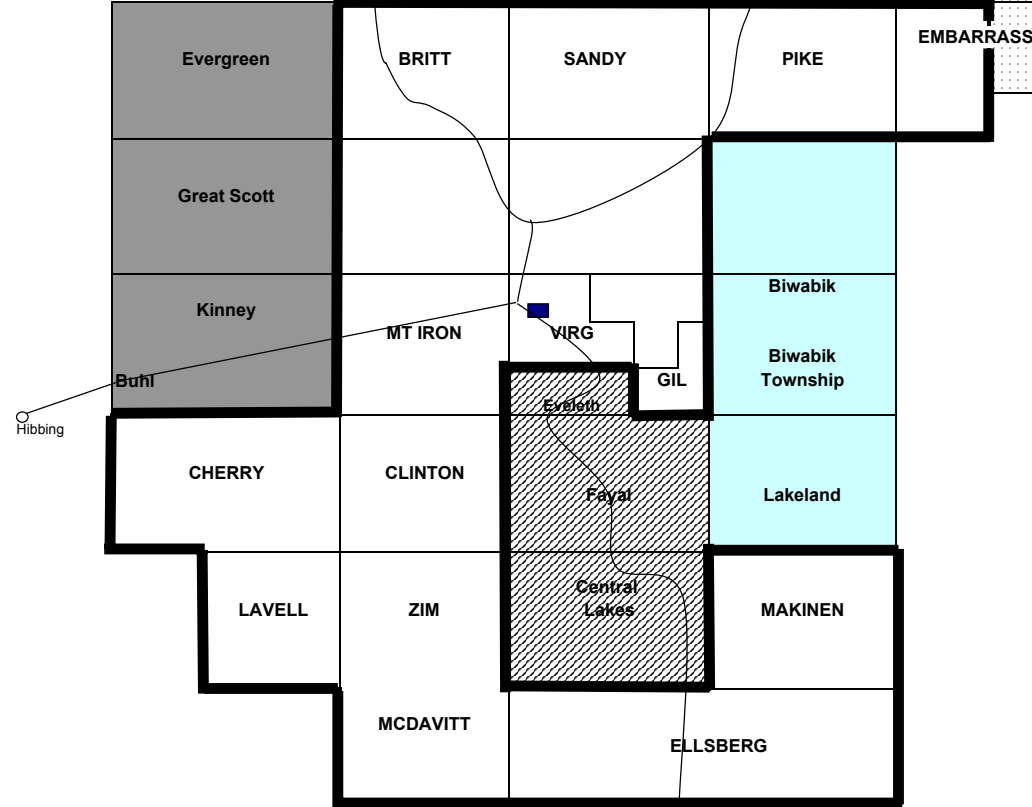 Evergreen
BRITT
SANDY
PIKE
EMBARRASS
Great Scott
Kinney
MT IRON
VIRG
Biwabik
Biwabik
Township
GIL
Buhl
Eveleth
Hibbing
CHERRY
CLINTON
Fayal
Lakeland
LAVELL
ZIM
Central
Lakes
MAKINEN
MCDAVITT
ELLSBERG